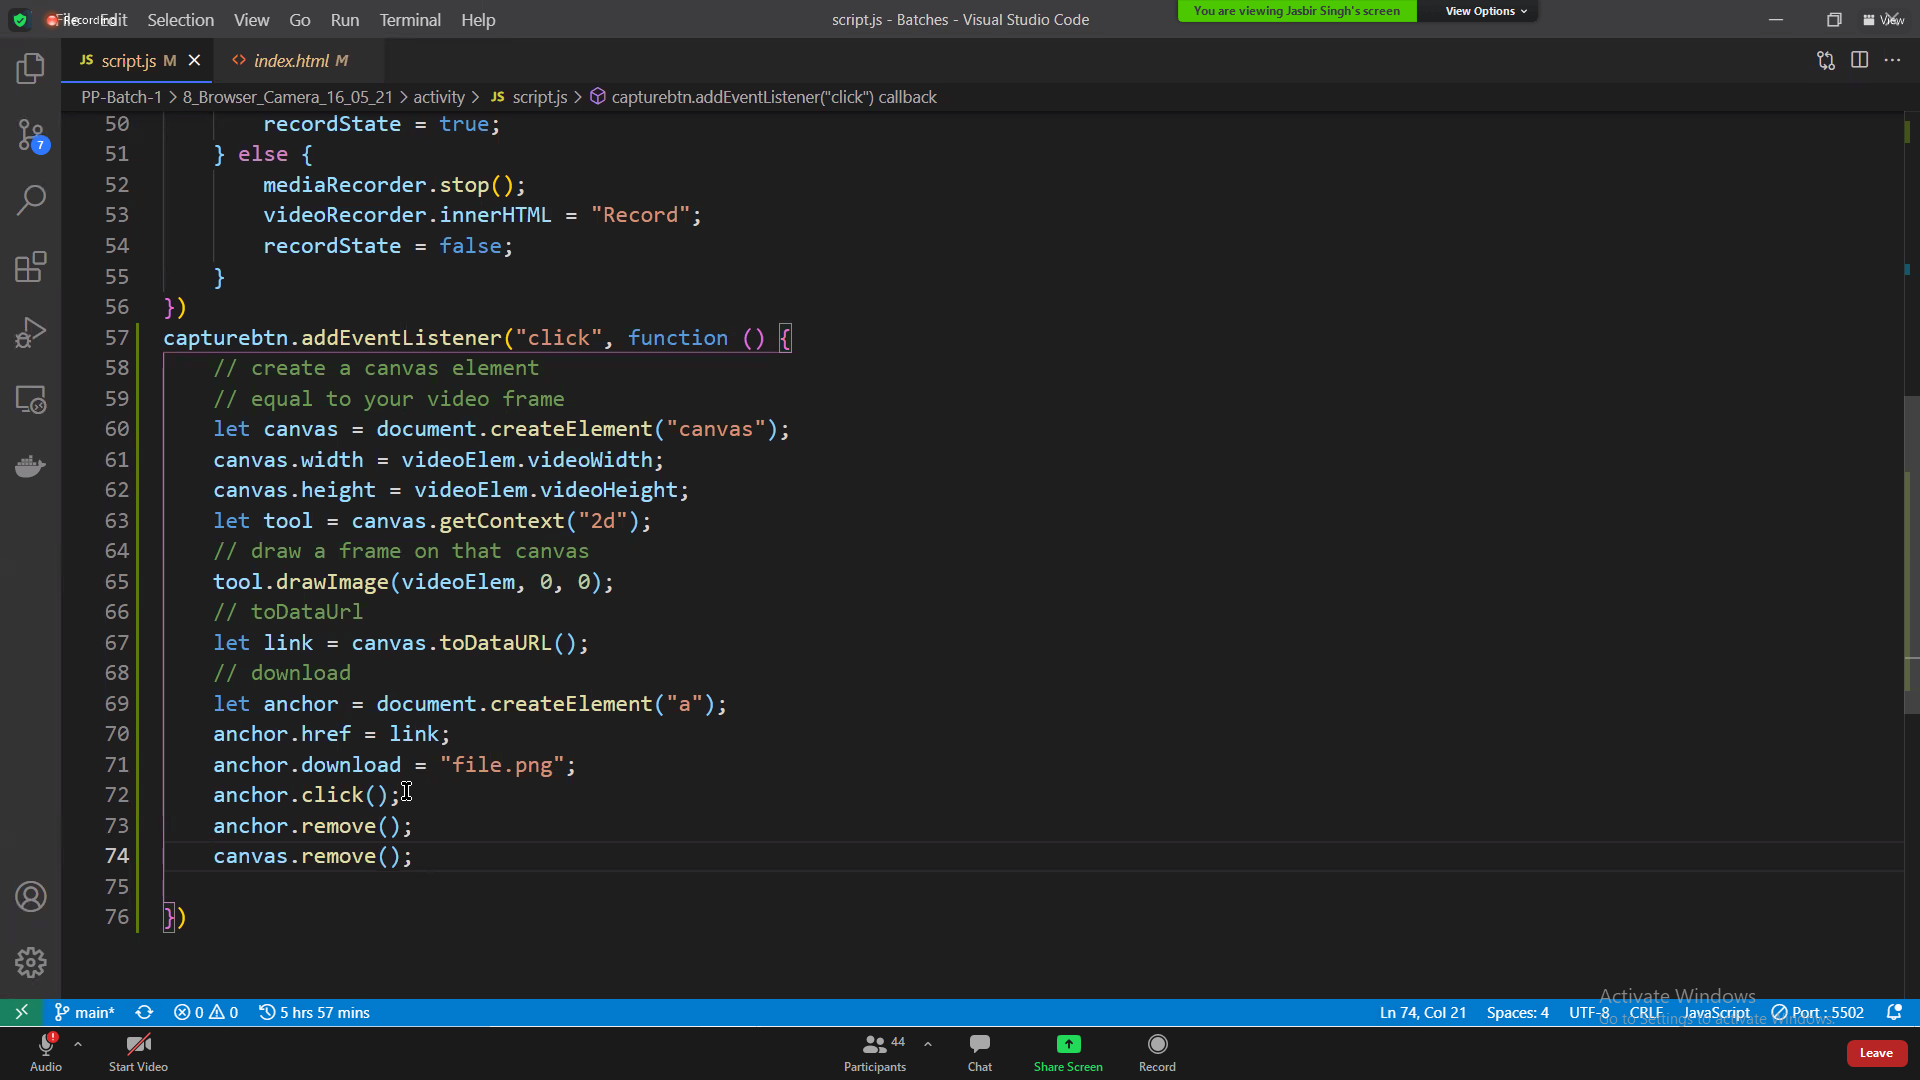 Recording
File Edit Selection View Go Run Terminal Help
script.js - Batches - Visual Studio Code
You are viewing Jasbir Singh's screen
View Options
View
JS script.js M
<> index.html M
PP-Batch-1 > 8_Browser_Camera_16_05_21 > activity > JS script.js > capturebtn.addEventListener("click") callback
50 recordState = true;
51 } else {
52 mediaRecorder.stop();
53 videoRecorder.innerHTML = "Record";
54 recordState = false;
55 }
56 })
57 capturebtn.addEventListener("click", function () {
58 // create a canvas element
59 // equal to your video frame
60 let canvas = document.createElement("canvas");
61 canvas.width = videoElem.videoWidth;
62 canvas.height = videoElem.videoHeight;
63 let tool = canvas.getContext("2d");
64 // draw a frame on that canvas
65 tool.drawImage(videoElem, 0, 0);
66 // toDataUrl
67 let link = canvas.toDataURL();
68 // download
69 let anchor = document.createElement("a");
70 anchor.href = link;
71 anchor.download = "file.png";
72 anchor.click();
73 anchor.remove();
74 canvas.remove();
75
76 })
7
Activate Windows
Go to Settings to activate Windows.
main* 0 0 5 hrs 57 mins
Ln 74, Col 21 Spaces: 4 UTF-8 CRLF JavaScript Port : 5502
Audio
Start Video
44
Participants
Chat
Share Screen
Record
Leave